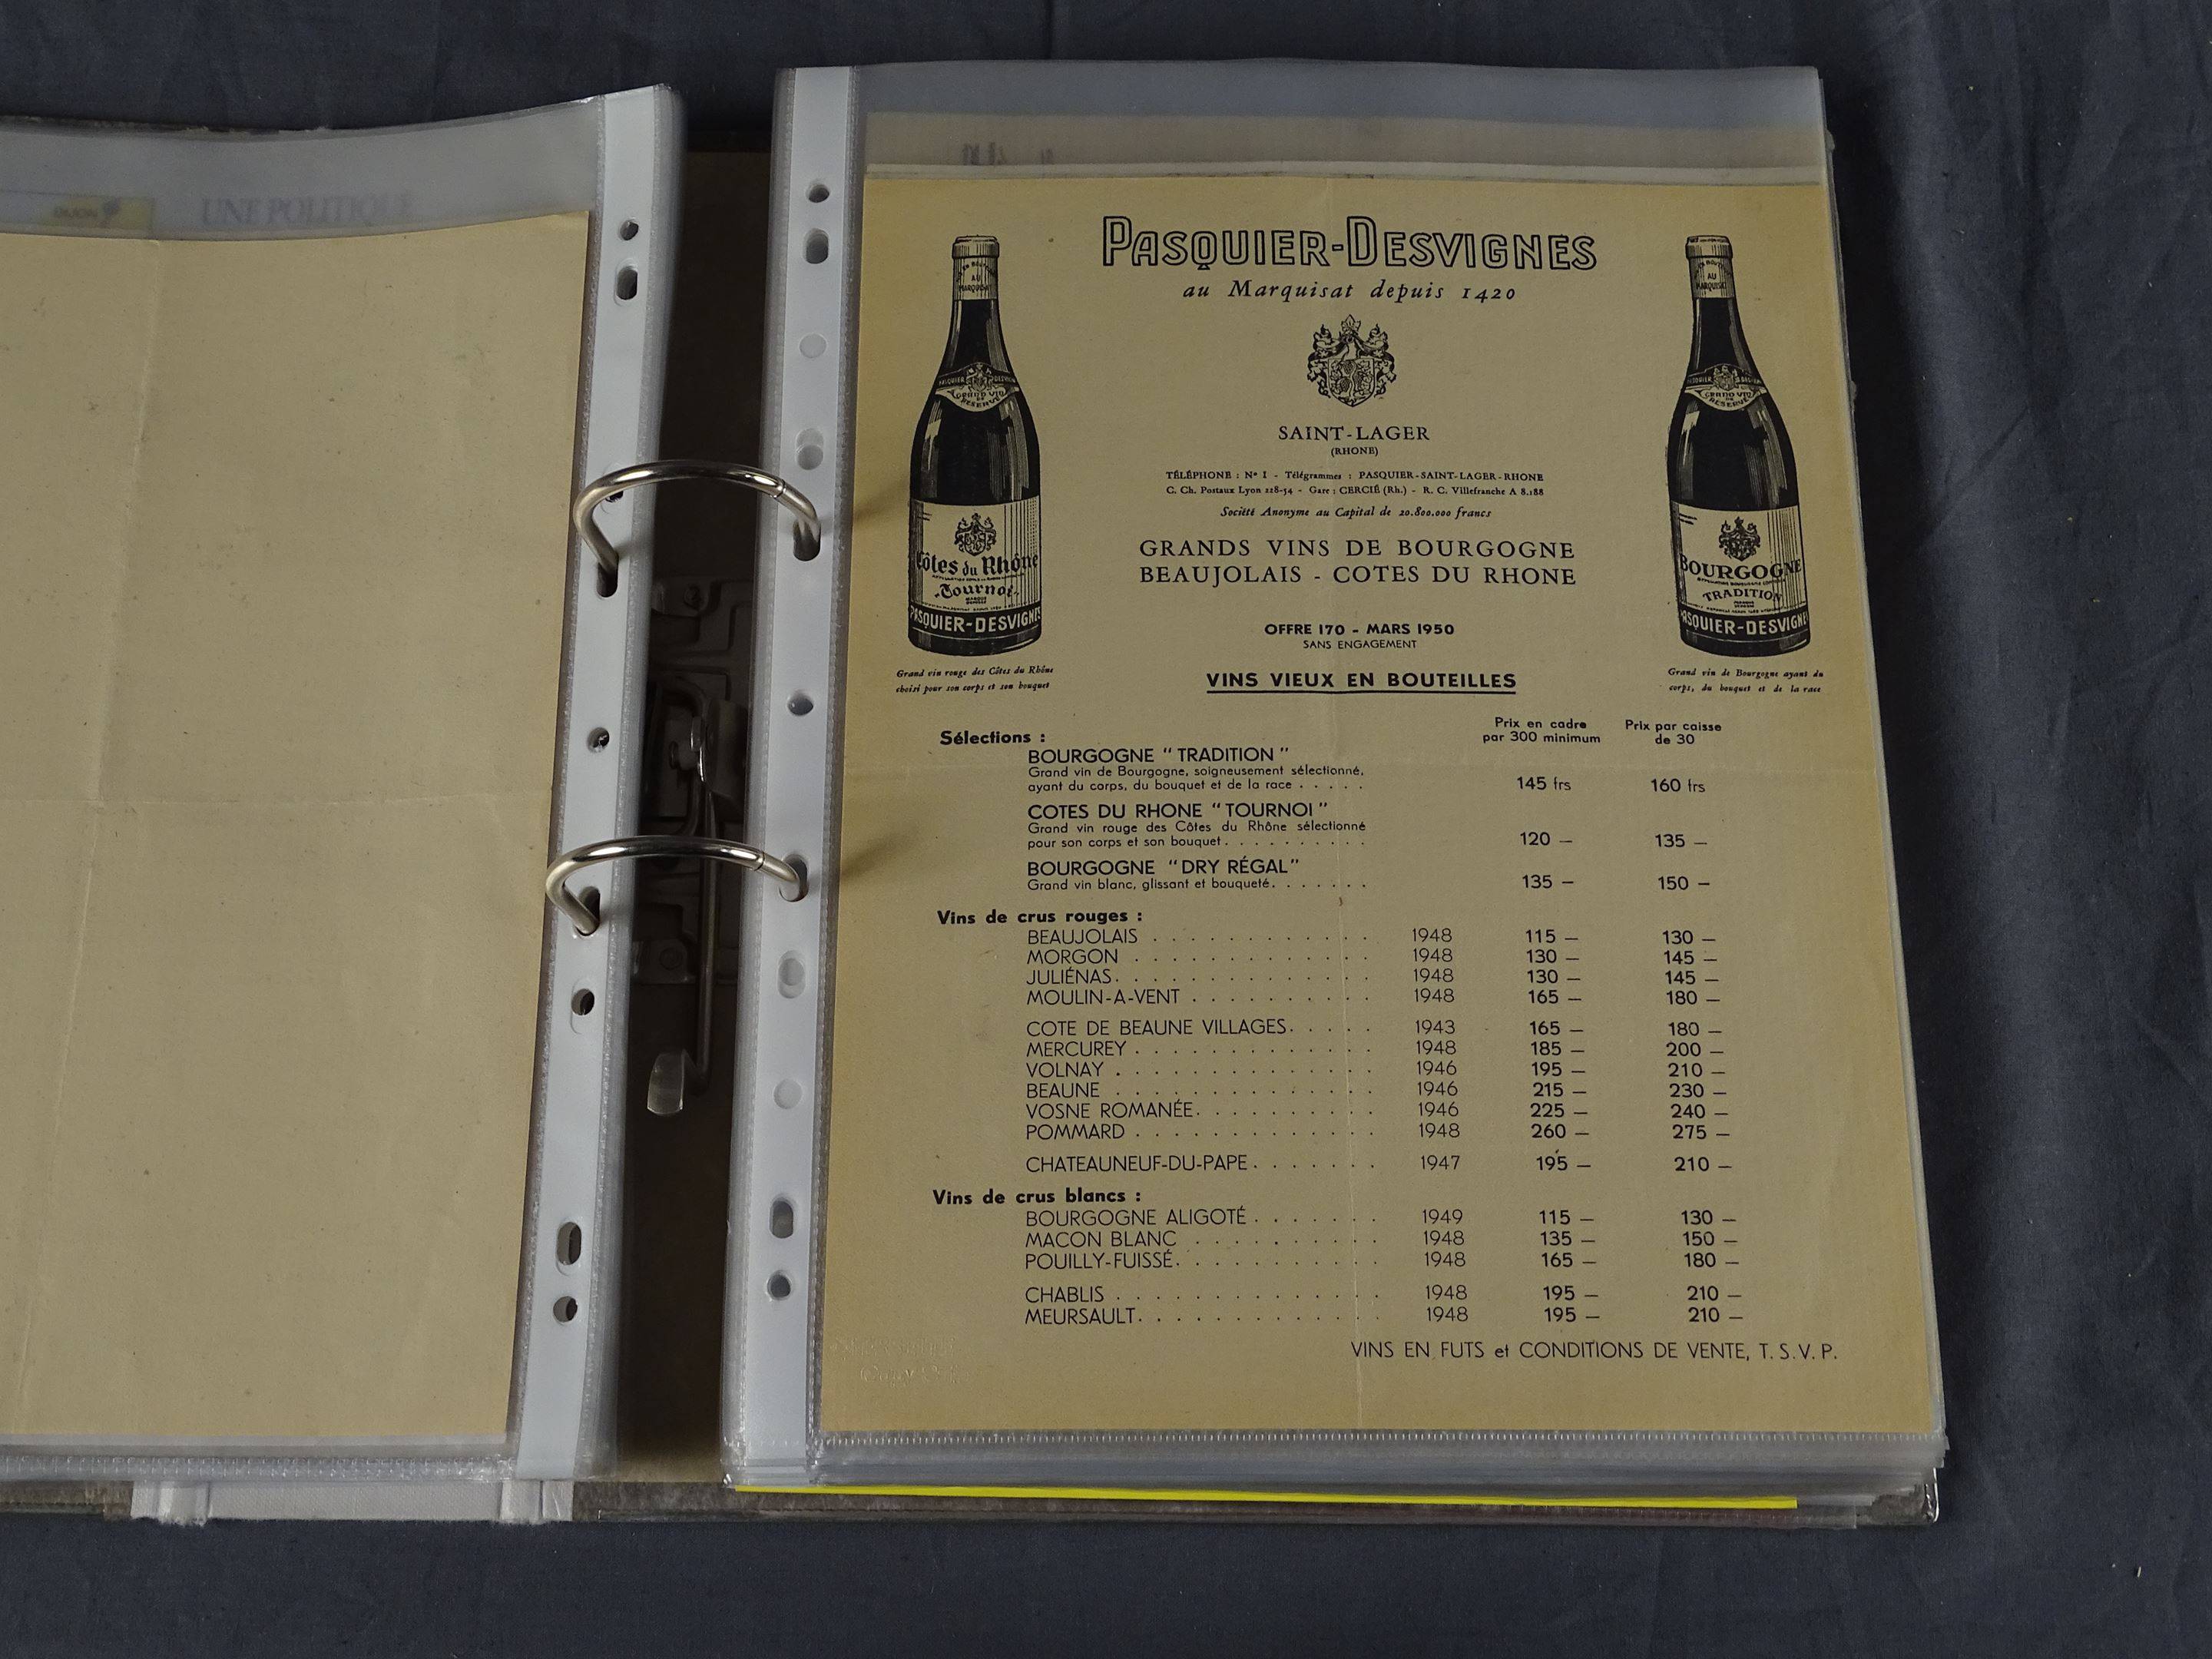 UNE POLITIQUE
PASQUIER-DESVIGNES
au Marquisat depuis 1420
SAINT-LAGER
(RHONE)
TÉLÉPHONE : N° 1 - Télégrammes : PASQUIER-SAINT-LAGER-RHONE
C. Ch. Postaux Lyon 228-54 - Gare : CERCIÉ (Rh.) - R. C. Villefranche A 8.188
Société Anonyme au Capital de 20.800.000 francs
GRANDS VINS DE BOURGOGNE
BEAUJOLAIS - COTES DU RHONE
OFFRE 170 - MARS 1950
SANS ENGAGEMENT
AU
GRAND VIN
DE
RÉSERVE
Côtes du Rhône
-Tournoi-
PASQUIER-DESVIGNES
Grand vin rouge des Côtes du Rhône
choisi pour son corps et son bouquet
AU
MARQUISAT
GRAND VIN
DE
RÉSERVE
BOURGOGNE
TRADITION
PASQUIER-DESVIGNES
Grand vin de Bourgogne ayant du
corps, du bouquet et de la race
VINS VIEUX EN BOUTEILLES
Prix en cadre Prix par caisse
par 300 minimum de 30
Sélections :
BOURGOGNE "TRADITION"
Grand vin de Bourgogne, soigneusement sélectionné,
ayant du corps, du bouquet et de la race . . . . . 145 frs 160 frs
COTES DU RHONE "TOURNOI"
Grand vin rouge des Côtes du Rhône sélectionné
pour son corps et son bouquet . . . . . . . . . . 120 — 135 —
BOURGOGNE "DRY RÉGAL"
Grand vin blanc, glissant et bouqueté. . . . . . . 135 — 150 —
Vins de crus rouges :
BEAUJOLAIS . . . . . . . . . . . . 1948 115 — 130 —
MORGON . . . . . . . . . . . . . 1948 130 — 145 —
JULIÉNAS. . . . . . . . . . . . . . 1948 130 — 145 —
MOULIN-A-VENT . . . . . . . . . . 1948 165 — 180 —
COTE DE BEAUNE VILLAGES. . . . . 1943 165 — 180 —
MERCUREY . . . . . . . . . . . . . 1948 185 — 200 —
VOLNAY . . . . . . . . . . . . . . 1946 195 — 210 —
BEAUNE . . . . . . . . . . . . . . 1946 215 — 230 —
VOSNE ROMANÉE. . . . . . . . . . 1946 225 — 240 —
POMMARD . . . . . . . . . . . . . 1948 260 — 275 —
CHATEAUNEUF-DU-PAPE. . . . . . . 1947 195 — 210 —
Vins de crus blancs :
BOURGOGNE ALIGOTÉ . . . . . . . 1949 115 — 130 —
MACON BLANC . . . . . . . . . . 1948 135 — 150 —
POUILLY-FUISSÉ. . . . . . . . . . . 1948 165 — 180 —
CHABLIS . . . . . . . . . . . . . . 1948 195 — 210 —
MEURSAULT. . . . . . . . . . . . . 1948 195 — 210 —
VINS EN FUTS et CONDITIONS DE VENTE, T. S. V. P.